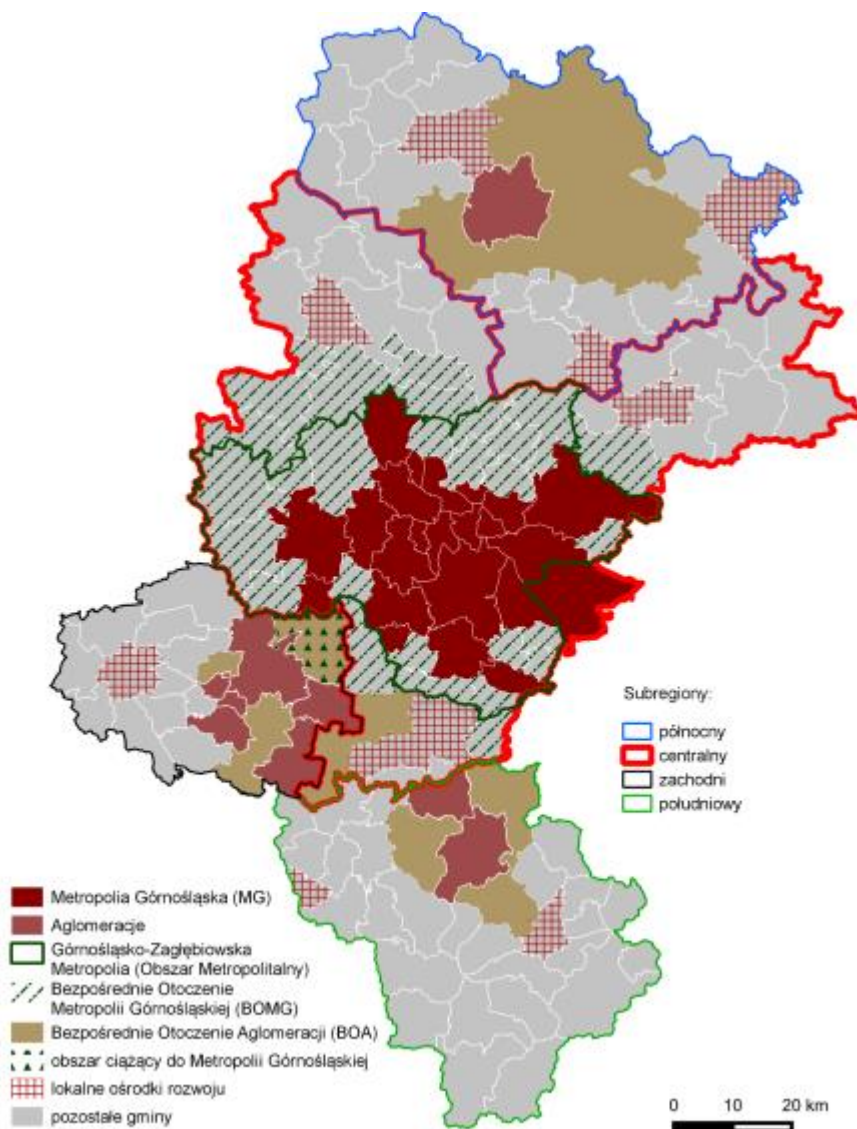 Subregiony:
północny
centralny
zachodni
południowy
Metropolia Górnośląska (MG)
Aglomeracje
Górnośląsko-Zagłębiowska
Metropolia (Obszar Metropolitalny)
Bezpośrednie Otoczenie
Metropolii Górnośląskiej (BOMG)
Bezpośrednie Otoczenie Aglomeracji (BOA)
obszar ciążący do Metropolii Górnośląskiej
lokalne ośrodki rozwoju
pozostałe gminy
0 10 20 km